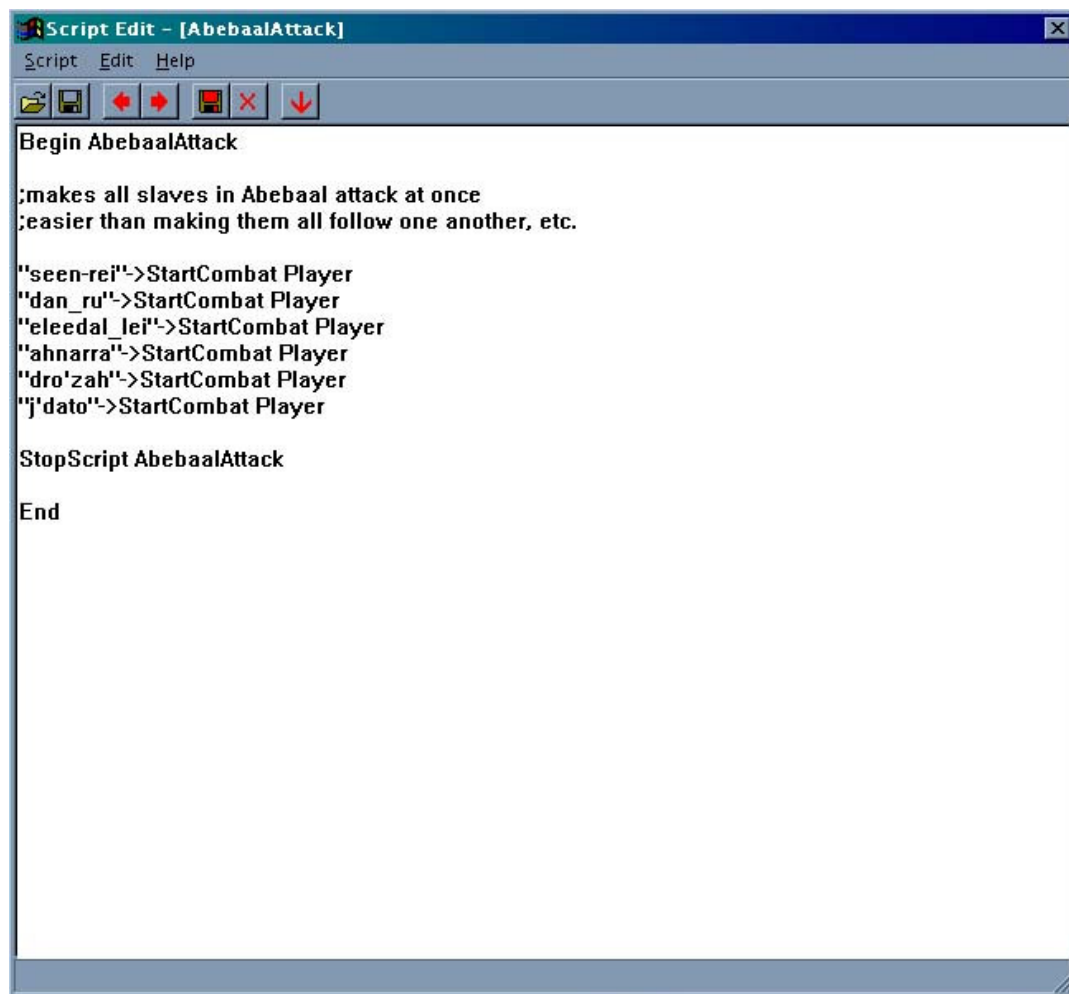 Script Edit - [AbebaalAttack]
Script Edit Help
Begin AbebaalAttack
;makes all slaves in Abebaal attack at once
;easier than making them all follow one another, etc.
"seen-rei"->StartCombat Player
"dan_ru"->StartCombat Player
"eleedal_lei"->StartCombat Player
"ahnarra"->StartCombat Player
"dro'zah"->StartCombat Player
"j'dato"->StartCombat Player
StopScript AbebaalAttack
End